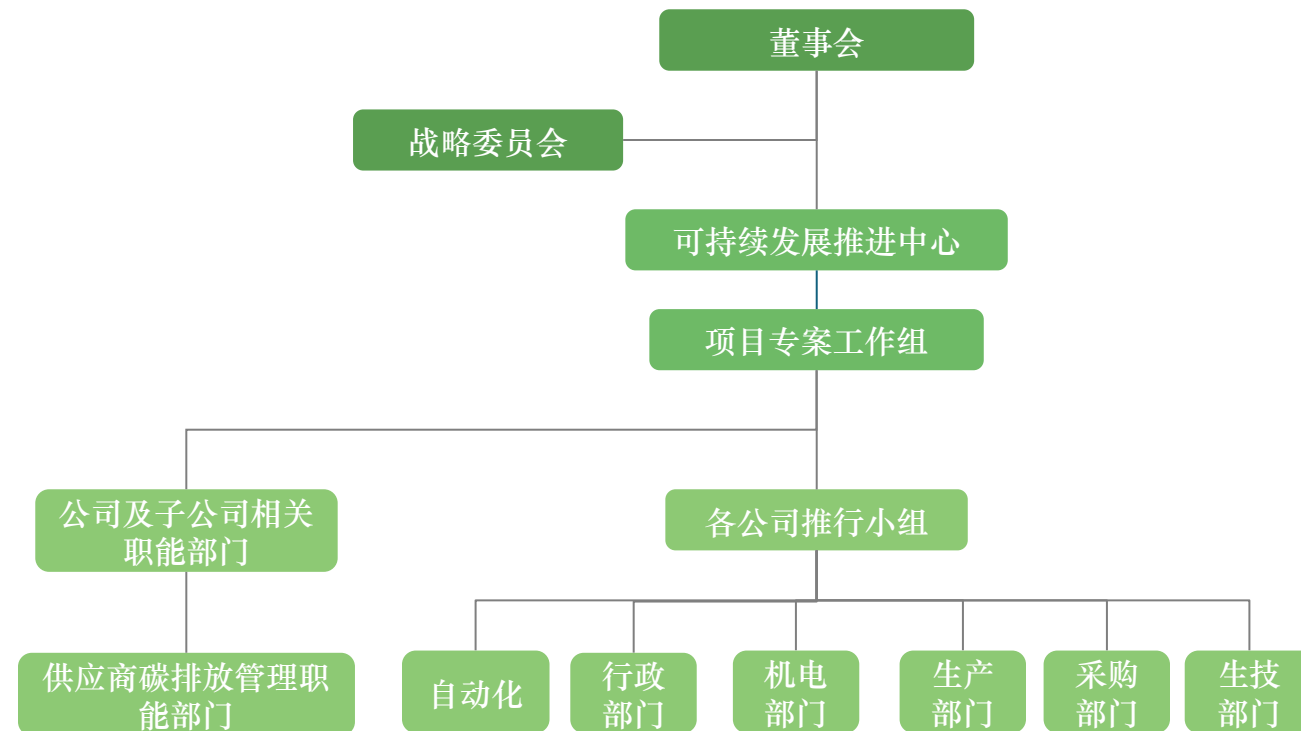 董事会
战略委员会
可持续发展推进中心
项目专案工作组
公司及子公司相关
职能部门
各公司推行小组
供应商碳排放管理职
能部门
自动化
行政
部门
机电
部门
生产
部门
采购
部门
生技
部门